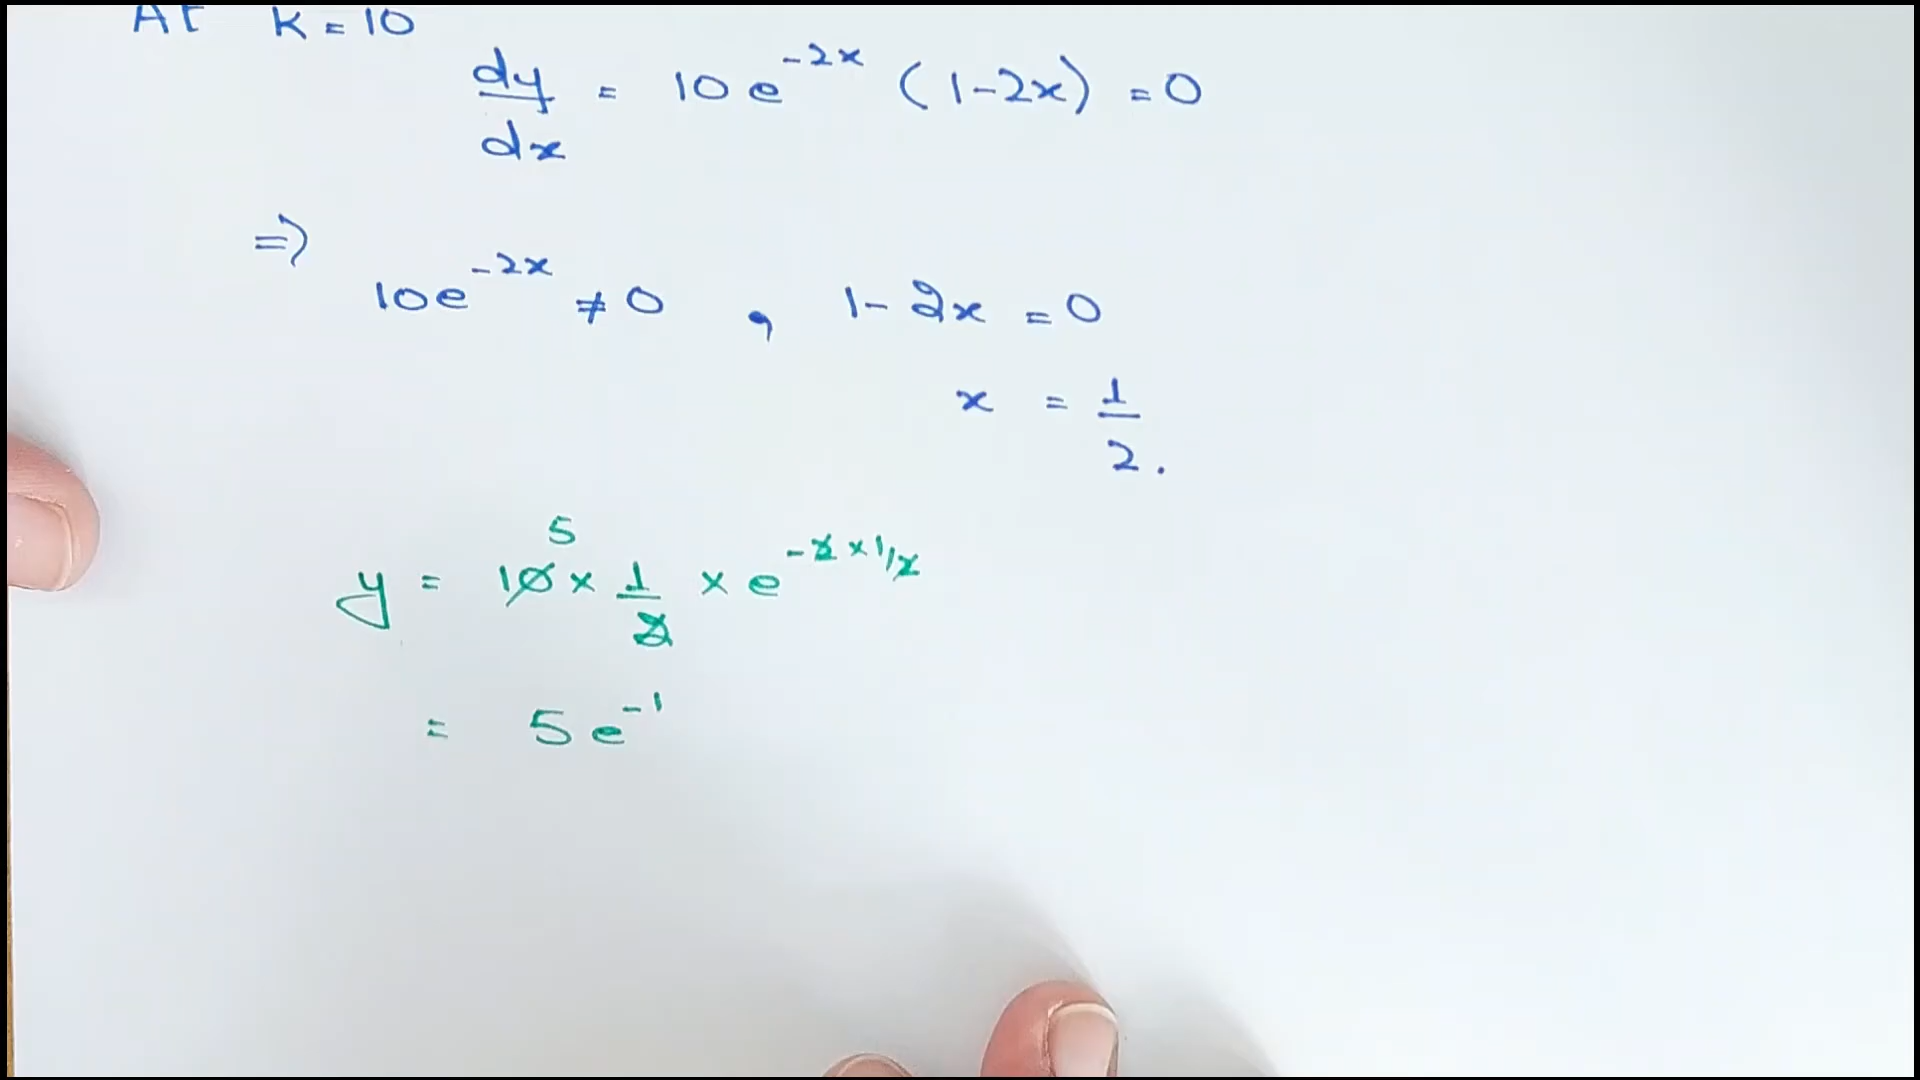 At K = 10
dy/dx = 10e^{-2x} (1-2x) = 0
⇒
10e^{-2x} ≠ 0 , 1 - 2x = 0
x = 1/2.
5
y = 10 × 1/2 × e^{-2×1/2}
= 5e^{-1}